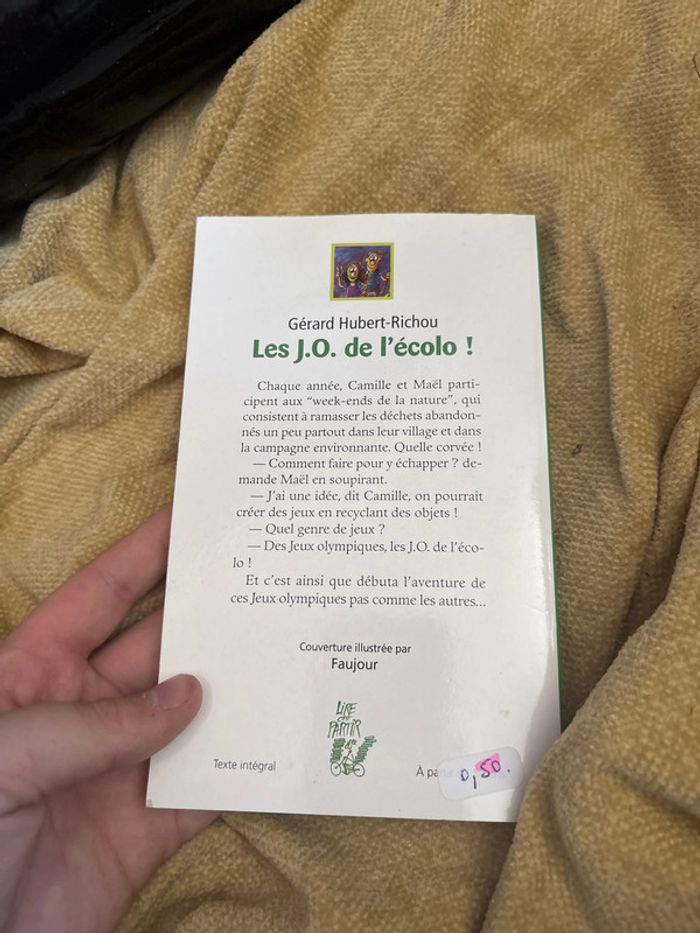 Gérard Hubert-Richou
Les J.O. de l'écolo !
Chaque année, Camille et Maël parti-
cipent aux "week-ends de la nature", qui
consistent à ramasser les déchets abandon-
nés un peu partout dans leur village et dans
la campagne environnante. Quelle corvée !
— Comment faire pour y échapper ? de-
mande Maël en soupirant.
— J'ai une idée, dit Camille, on pourrait
créer des jeux en recyclant des objets !
— Quel genre de jeux ?
— Des Jeux olympiques, les J.O. de l'éco-
lo !
Et c'est ainsi que débuta l'aventure de
ces Jeux olympiques pas comme les autres...
Couverture illustrée par
Faujour
LIRE
c'est
PARTIR
Texte intégral
À
0,50.